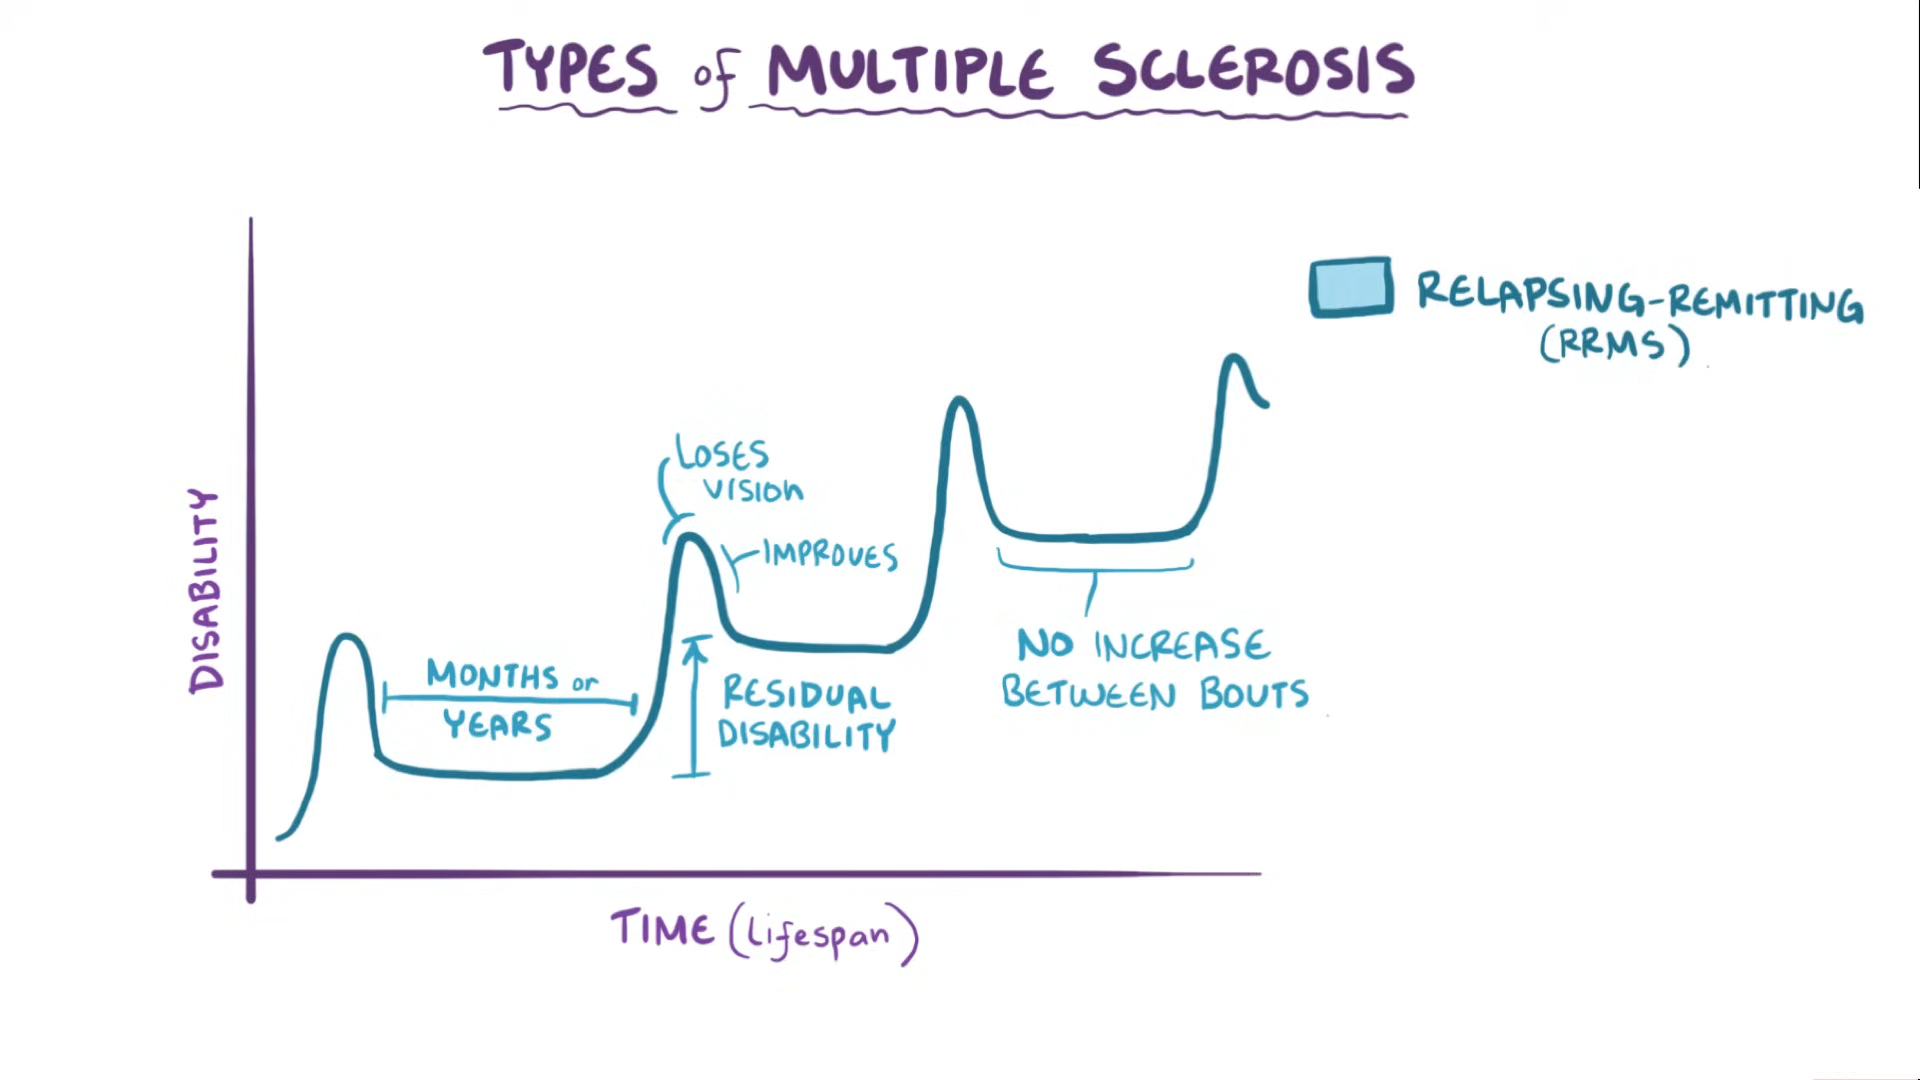 TYPES of MULTIPLE SCLEROSIS
RELAPSING-REMITTING
(RRMS)
LOSES
VISION
IMPROVES
DISABILITY
MONTHS or
YEARS
RESIDUAL
DISABILITY
NO INCREASE
BETWEEN BOUTS
TIME (Lifespan)